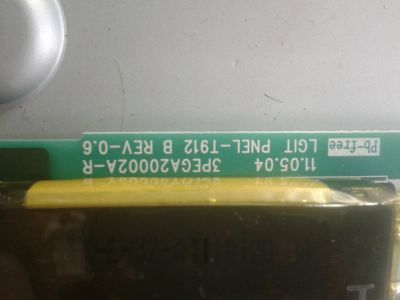 Pb-free
LGIT PNEL-T912 B REV-0.6
11.05.04 3PEGA20002A-R